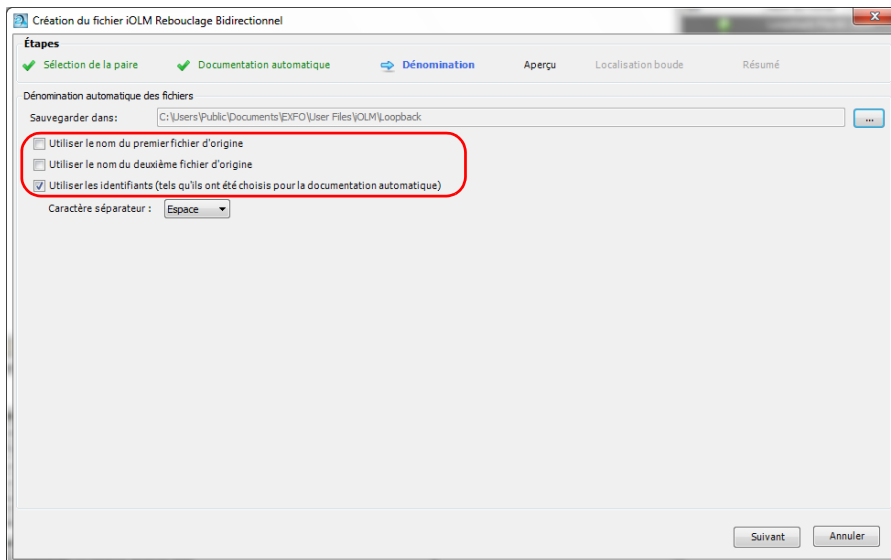 Création du fichier iOLM Rebouclage Bidirectionnel
Étapes
Sélection de la paire Documentation automatique Dénomination Aperçu Localisation boude Résumé
Dénomination automatique des fichiers
Sauvegarder dans: C:\Users\Public\Documents\EXFO\User Files\iOLM\Loopback ...
Utiliser le nom du premier fichier d'origine
Utiliser le nom du deuxième fichier d'origine
Utiliser les identifiants (tels qu'ils ont été choisis pour la documentation automatique)
Caractère séparateur : Espace
Suivant Annuler